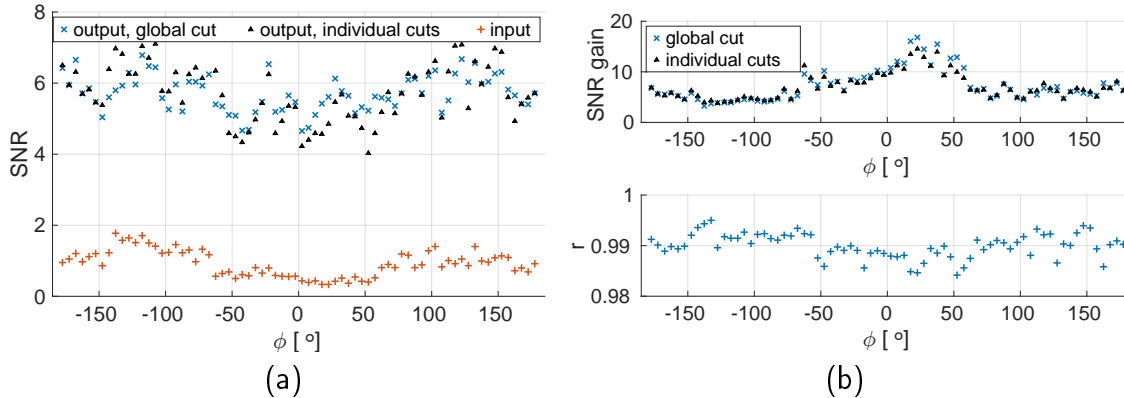 8
6
4
2
0
SNR
output, global cut
output, individual cuts
input
-150 -100 -50 0 50 100 150
ϕ [ °]
(a)
20
10
0
SNR gain
global cut
individual cuts
-150 -100 -50 0 50 100 150
ϕ [ °]
1
0.99
0.98
r
-150 -100 -50 0 50 100 150
ϕ [ °]
(b)